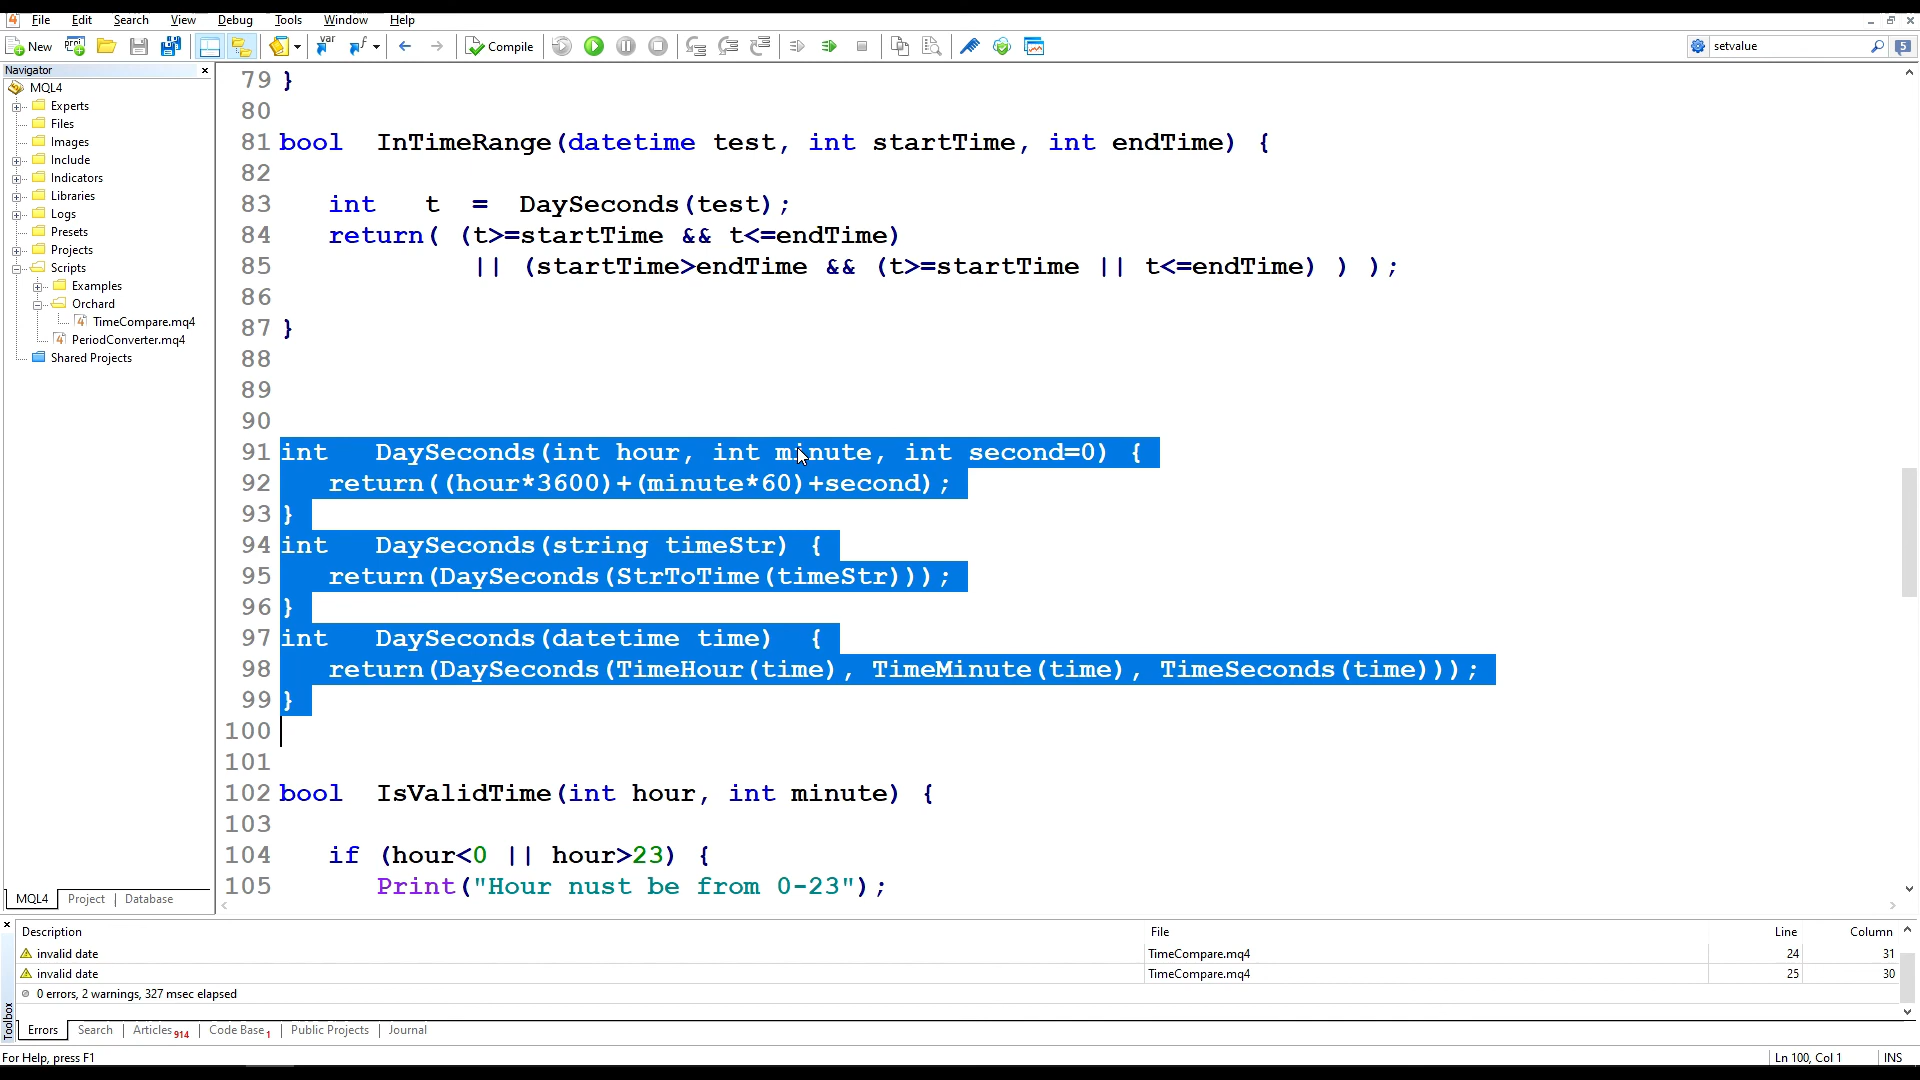 File Edit Search View Debug Tools Window Help
New Compile setvalue 5
Navigator
MQL4
Experts
Files
Images
Include
Indicators
Libraries
Logs
Presets
Projects
Scripts
Examples
Orchard
TimeCompare.mq4
PeriodConverter.mq4
Shared Projects
MQL4 Project Database
79 }
80
81 bool InTimeRange(datetime test, int startTime, int endTime) {
82
83 int t = DaySeconds(test);
84 return( (t>=startTime && t<=endTime)
85 || (startTime>endTime && (t>=startTime || t<=endTime) ) );
86
87 }
88
89
90
91 int DaySeconds(int hour, int minute, int second=0) {
92 return((hour*3600)+(minute*60)+second);
93 }
94 int DaySeconds(string timeStr) {
95 return(DaySeconds(StrToTime(timeStr)));
96 }
97 int DaySeconds(datetime time) {
98 return(DaySeconds(TimeHour(time), TimeMinute(time), TimeSeconds(time)));
99 }
100
101
102 bool IsValidTime(int hour, int minute) {
103
104 if (hour<0 || hour>23) {
105 Print("Hour nust be from 0-23");
Description File Line Column
invalid date TimeCompare.mq4 24 31
invalid date TimeCompare.mq4 25 30
0 errors, 2 warnings, 327 msec elapsed
Toolbox
Errors Search Articles 914 Code Base 1 Public Projects Journal
For Help, press F1 Ln 100, Col 1 INS